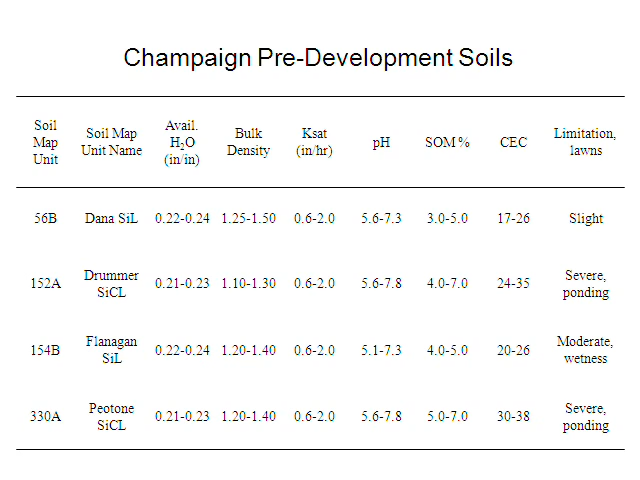 Champaign Pre-Development Soils
Soil Map Unit Soil Map Unit Name Avail. H₂O (in/in) Bulk Density Ksat (in/hr) pH SOM % CEC Limitation, lawns
56B Dana SiL 0.22-0.24 1.25-1.50 0.6-2.0 5.6-7.3 3.0-5.0 17-26 Slight
152A Drummer SiCL 0.21-0.23 1.10-1.30 0.6-2.0 5.6-7.8 4.0-7.0 24-35 Severe, ponding
154B Flanagan SiL 0.22-0.24 1.20-1.40 0.6-2.0 5.1-7.3 4.0-5.0 20-26 Moderate, wetness
330A Peotone SiCL 0.21-0.23 1.20-1.40 0.6-2.0 5.6-7.8 5.0-7.0 30-38 Severe, ponding